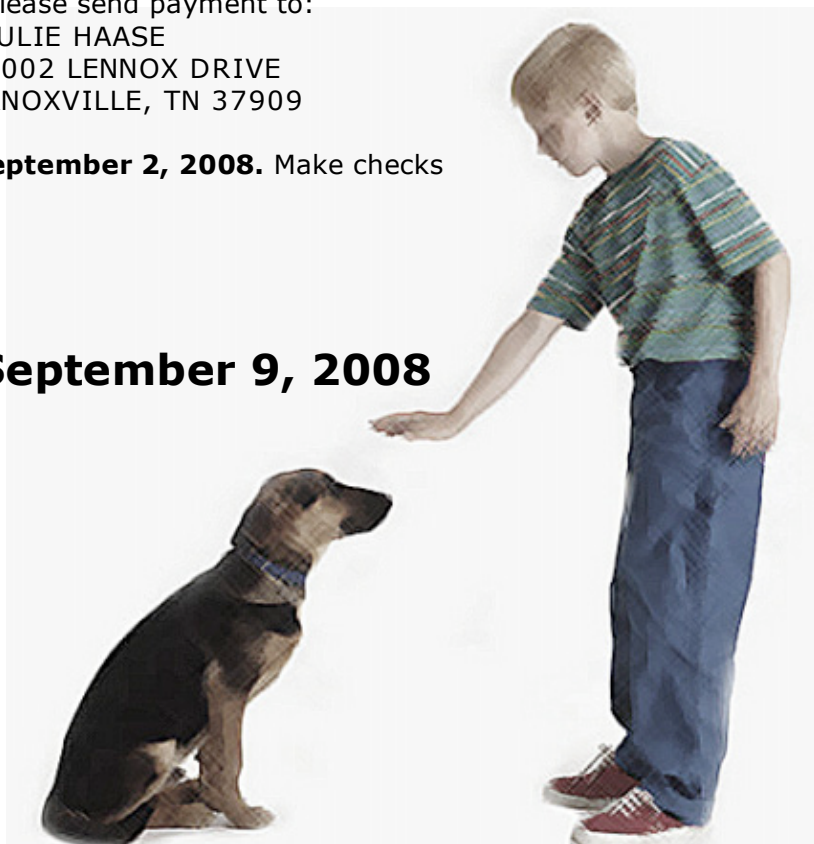 lease send payment to:
ULIE HAASE
002 LENNOX DRIVE
NOXVILLE, TN 37909
eptember 2, 2008. Make checks
September 9, 2008